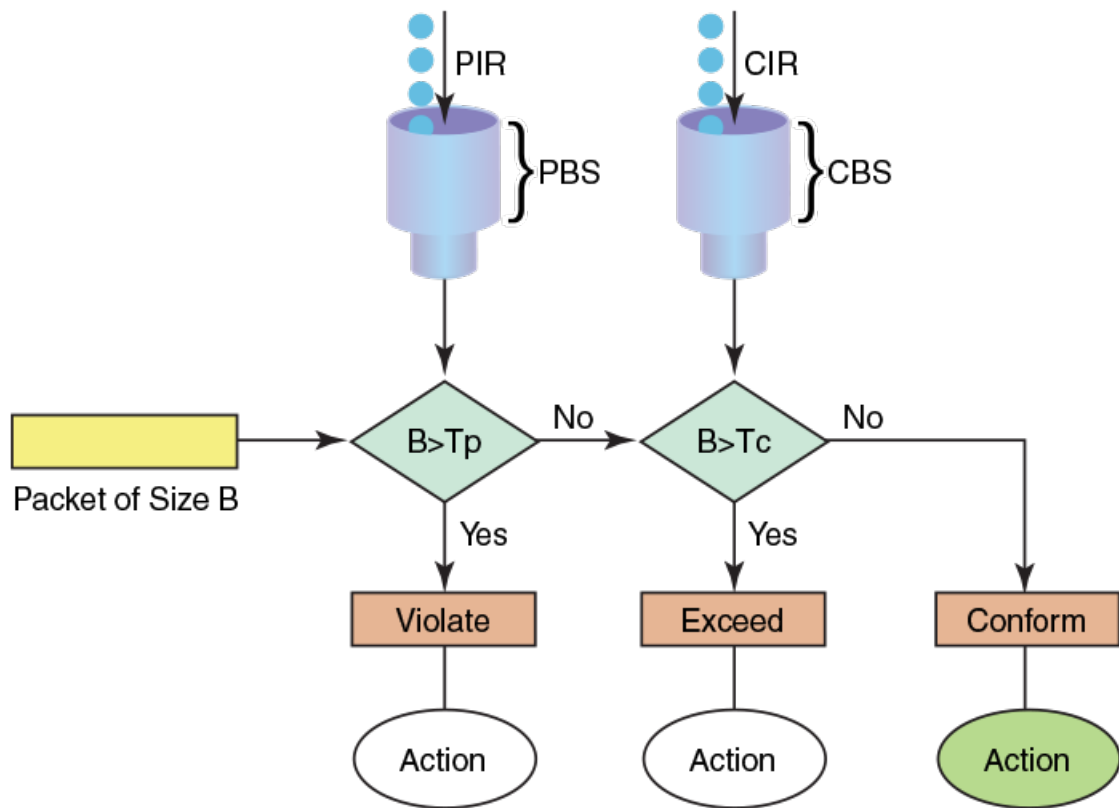 PIR
CIR
PBS
CBS
B>Tp
No
B>Tc
No
Packet of Size B
Yes
Yes
Violate
Exceed
Conform
Action
Action
Action